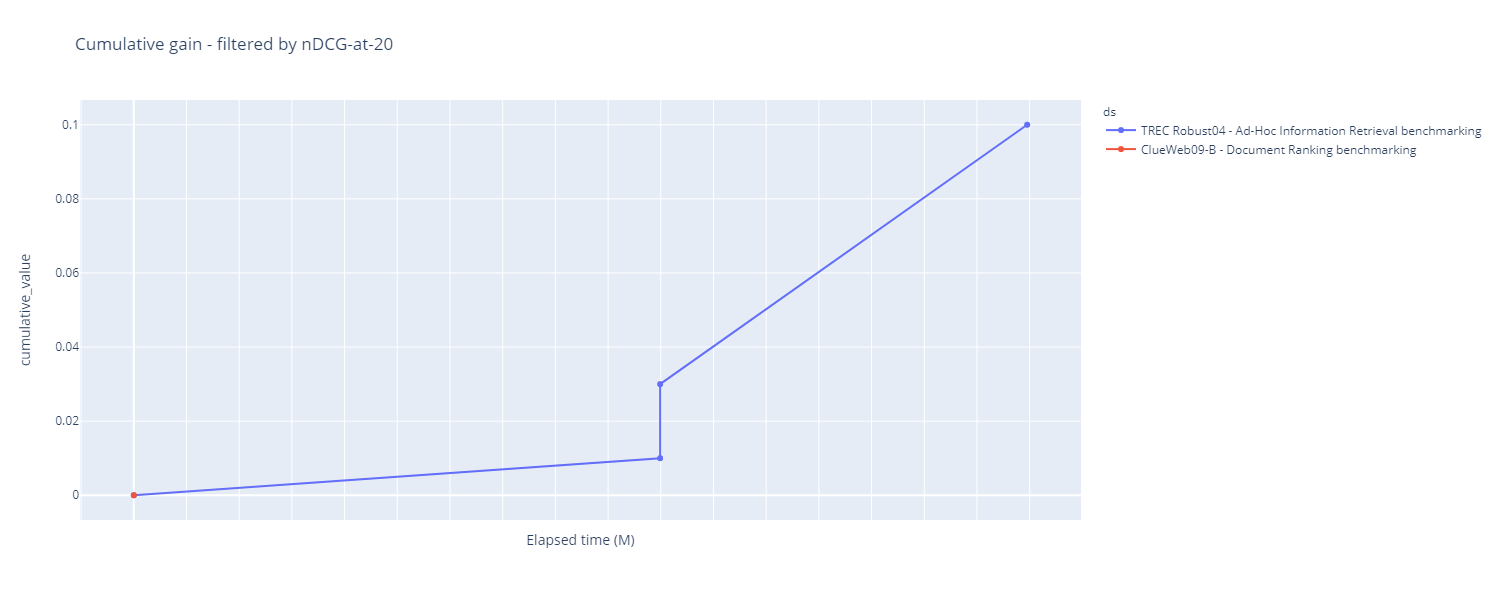 Cumulative gain - filtered by nDCG-at-20
ds
TREC Robust04 - Ad-Hoc Information Retrieval benchmarking
ClueWeb09-B - Document Ranking benchmarking
0.1
0.08
0.06
0.04
0.02
0
cumulative_value
Elapsed time (M)